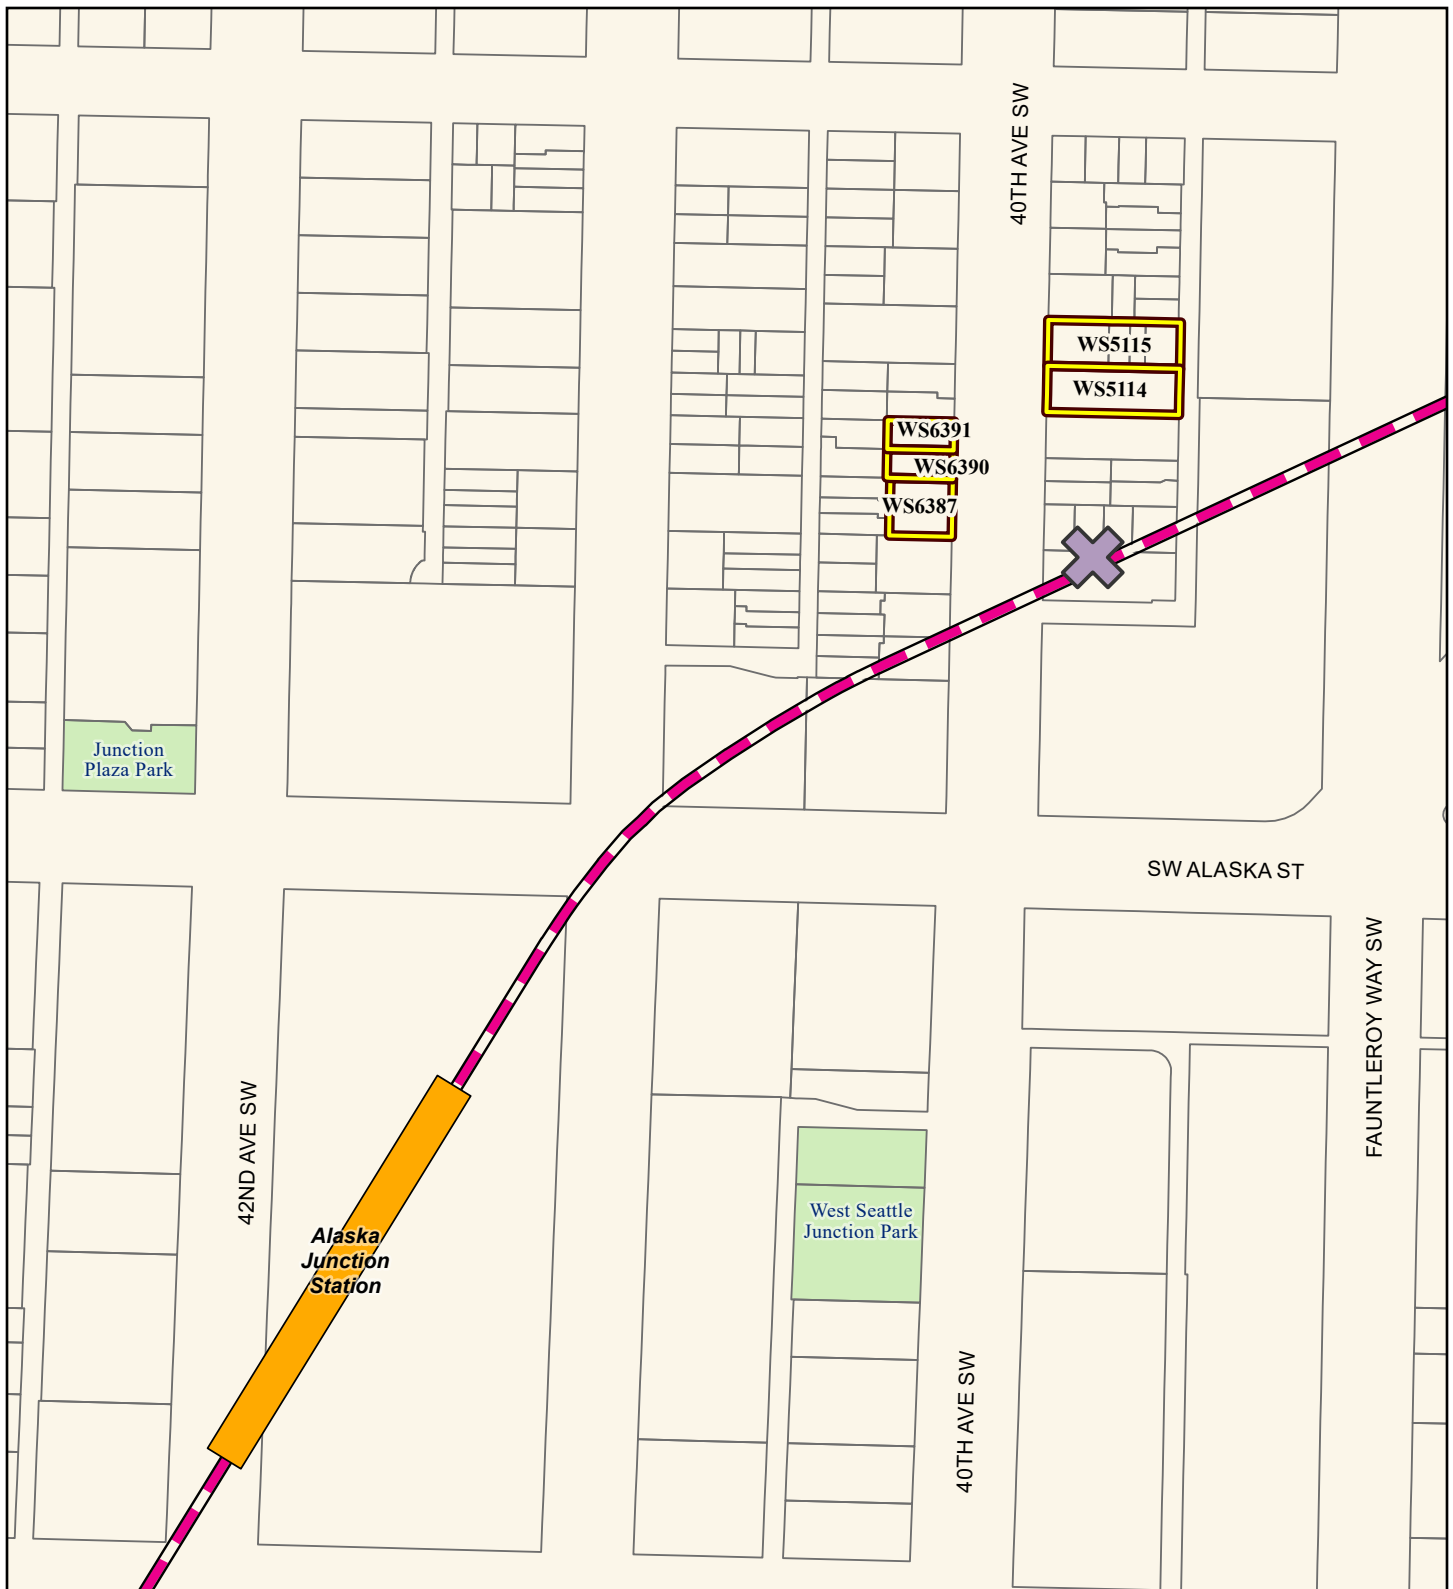 40TH AVE SW
WS5115
WS5114
WS6391
WS6390
WS6387
Junction
Plaza Park
SW ALASKA ST
FAUNTLEROY WAY SW
42ND AVE SW
West Seattle
Junction Park
Alaska
Junction
Station
40TH AVE SW